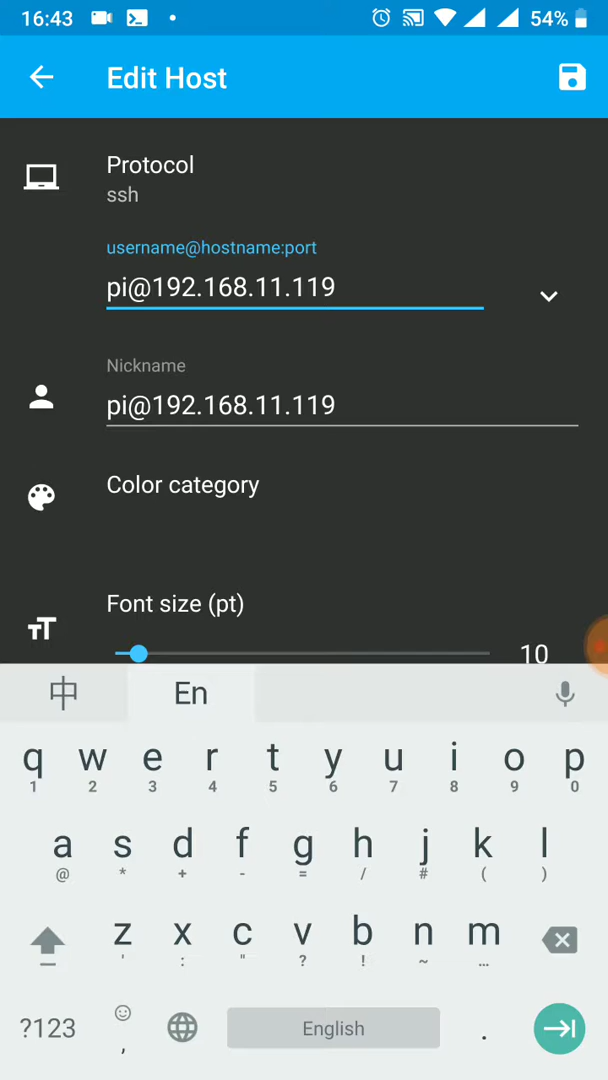 16:43 54%
Edit Host
Protocol
ssh
username@hostname:port
pi@192.168.11.119
Nickname
pi@192.168.11.119
Color category
Font size (pt)
10
中 En
q w e r t y u i o p
1 2 3 4 5 6 7 8 9 0
a s d f g h j k l
@ * + - = / # ( )
z x c v b n m
' : " ? ! ~ …
?123 , English .